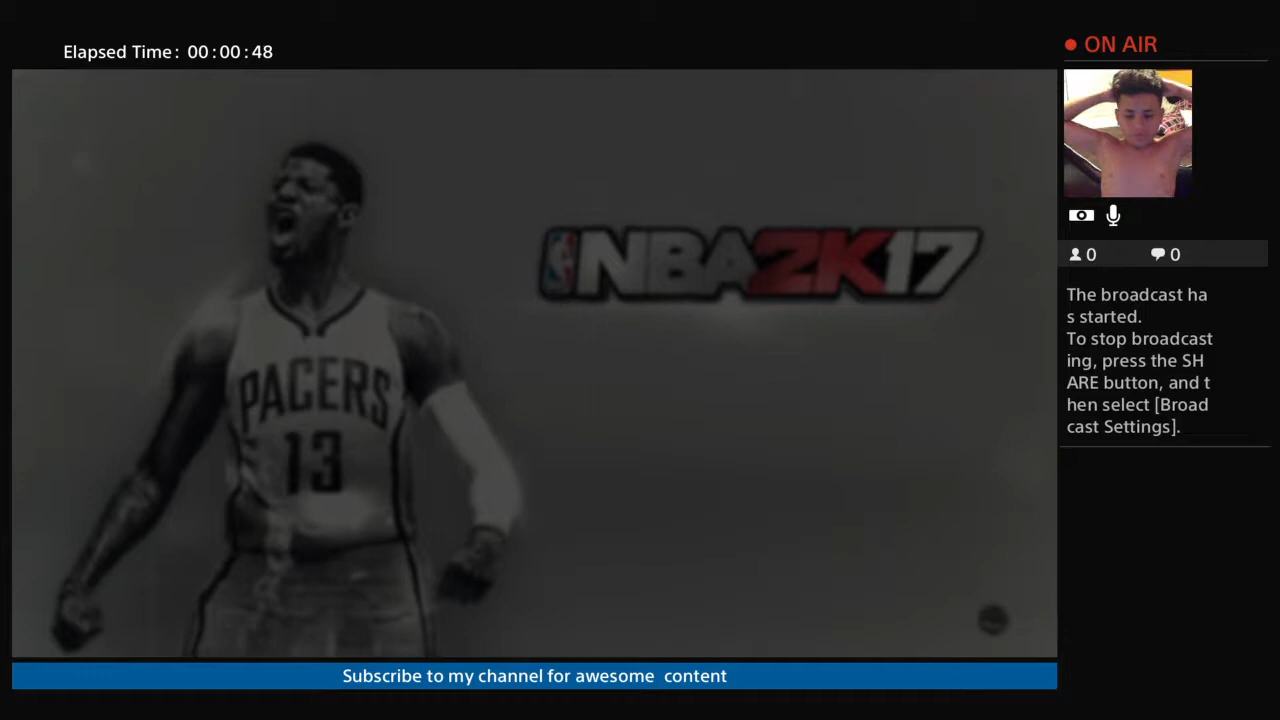 Elapsed Time: 00:00:48
ON AIR
NBA2K17
PACERS
13
0 0
The broadcast ha
s started.
To stop broadcast
ing, press the SH
ARE button, and t
hen select [Broad
cast Settings].
Subscribe to my channel for awesome  content